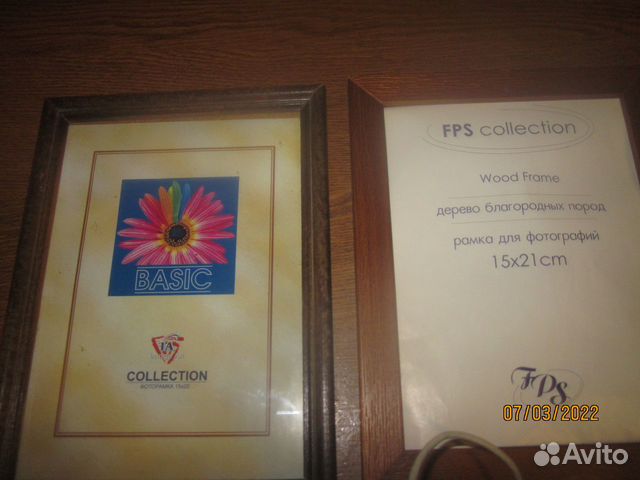 BASIC
COLLECTION
ФОТОРАМКА
FPS collection
Wood Frame
дерево благородных пород
рамка для фотографий
15x21cm
FPS
07/03/2022
Avito